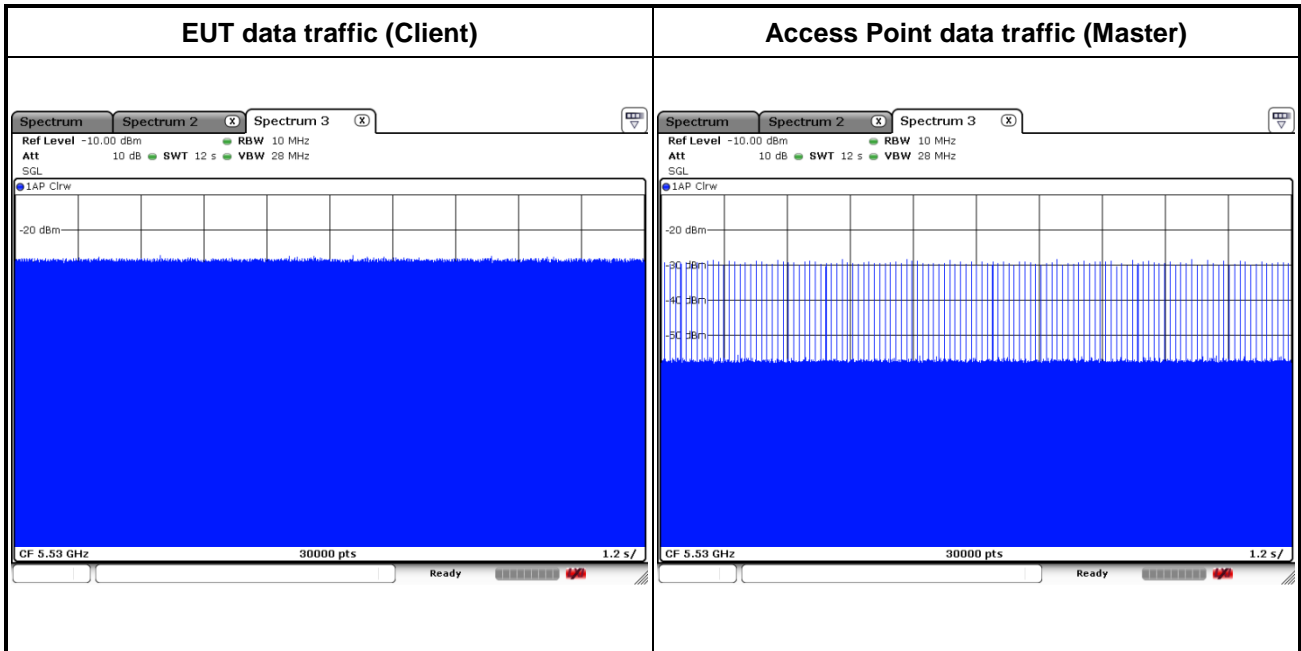 EUT data traffic (Client)
Access Point data traffic (Master)
Spectrum Spectrum 2 X Spectrum 3 X
Ref Level -10.00 dBm RBW 10 MHz
Att 10 dB SWT 12 s VBW 28 MHz
SGL
1AP Clrw
-20 dBm
CF 5.53 GHz 30000 pts 1.2 s/
Ready
Spectrum Spectrum 2 X Spectrum 3 X
Ref Level -10.00 dBm RBW 10 MHz
Att 10 dB SWT 12 s VBW 28 MHz
SGL
1AP Clrw
-20 dBm
-30 dBm
-40 dBm
-50 dBm
CF 5.53 GHz 30000 pts 1.2 s/
Ready